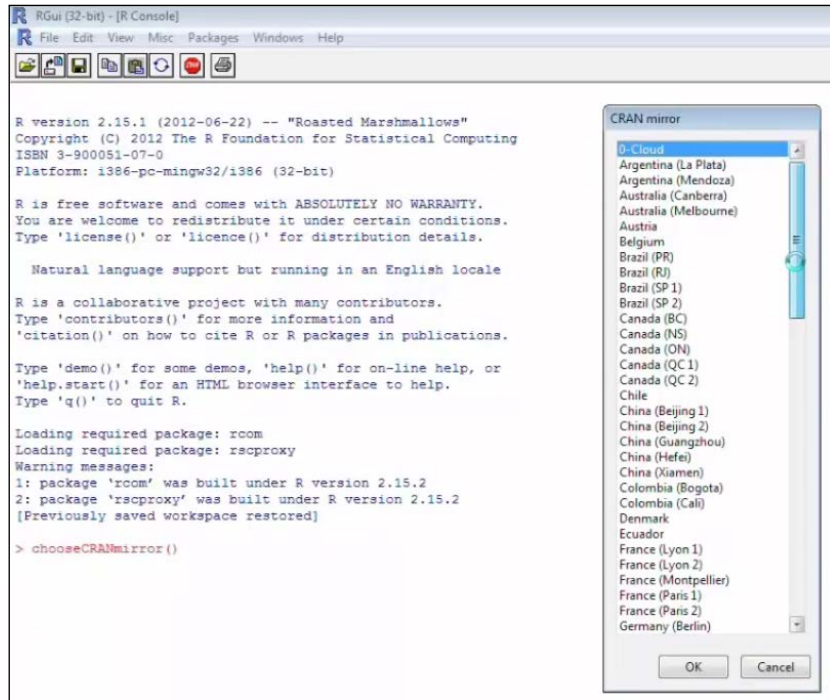 RGui (32-bit) - [R Console]
File Edit View Misc Packages Windows Help
R version 2.15.1 (2012-06-22) -- "Roasted Marshmallows"
Copyright (C) 2012 The R Foundation for Statistical Computing
ISBN 3-900051-07-0
Platform: i386-pc-mingw32/i386 (32-bit)
R is free software and comes with ABSOLUTELY NO WARRANTY.
You are welcome to redistribute it under certain conditions.
Type 'license()' or 'licence()' for distribution details.
Natural language support but running in an English locale
R is a collaborative project with many contributors.
Type 'contributors()' for more information and
'citation()' on how to cite R or R packages in publications.
Type 'demo()' for some demos, 'help()' for on-line help, or
'help.start()' for an HTML browser interface to help.
Type 'q()' to quit R.
Loading required package: rcom
Loading required package: rscproxy
Warning messages:
1: package 'rcom' was built under R version 2.15.2
2: package 'rscproxy' was built under R version 2.15.2
[Previously saved workspace restored]
> chooseCRANmirror()
CRAN mirror
0-Cloud
Argentina (La Plata)
Argentina (Mendoza)
Australia (Canberra)
Australia (Melbourne)
Austria
Belgium
Brazil (PR)
Brazil (RJ)
Brazil (SP 1)
Brazil (SP 2)
Canada (BC)
Canada (NS)
Canada (ON)
Canada (QC 1)
Canada (QC 2)
Chile
China (Beijing 1)
China (Beijing 2)
China (Guangzhou)
China (Hefei)
China (Xiamen)
Colombia (Bogota)
Colombia (Cali)
Denmark
Ecuador
France (Lyon 1)
France (Lyon 2)
France (Montpellier)
France (Paris 1)
France (Paris 2)
Germany (Berlin)
OK Cancel